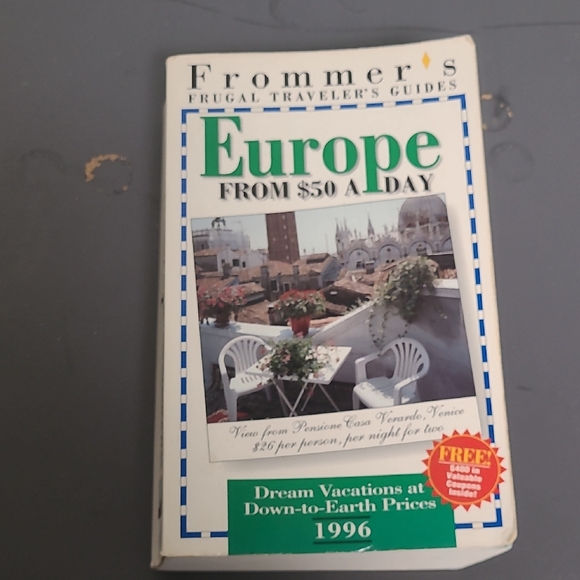 Frommer's
FRUGAL TRAVELER'S GUIDES
Europe
FROM $50 A DAY
View from Pensione Casa Verardo, Venice
$26 per person, per night for two
FREE!
$400 in
Valuable
Coupons
Inside!
Dream Vacations at
Down-to-Earth Prices
1996